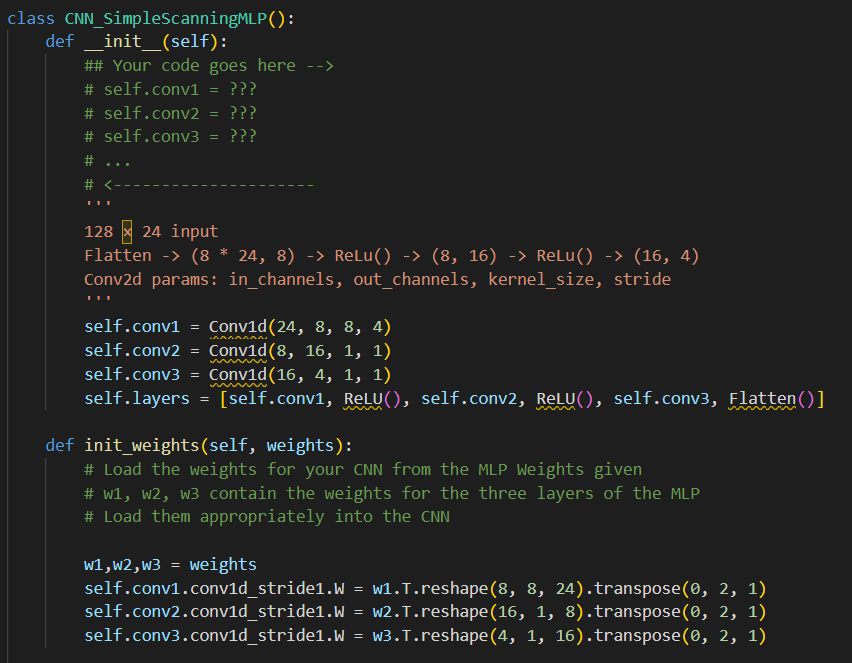 class CNN_SimpleScanningMLP():
    def __init__(self):
        ## Your code goes here -->
        # self.conv1 = ???
        # self.conv2 = ???
        # self.conv3 = ???
        # ...
        # <---------------------
        '''
        128 x 24 input
        Flatten -> (8 * 24, 8) -> ReLu() -> (8, 16) -> ReLu() -> (16, 4)
        Conv2d params: in_channels, out_channels, kernel_size, stride
        '''
        self.conv1 = Conv1d(24, 8, 8, 4)
        self.conv2 = Conv1d(8, 16, 1, 1)
        self.conv3 = Conv1d(16, 4, 1, 1)
        self.layers = [self.conv1, ReLU(), self.conv2, ReLU(), self.conv3, Flatten()]
    def init_weights(self, weights):
        # Load the weights for your CNN from the MLP Weights given
        # w1, w2, w3 contain the weights for the three layers of the MLP
        # Load them appropriately into the CNN
        w1,w2,w3 = weights
        self.conv1.conv1d_stride1.W = w1.T.reshape(8, 8, 24).transpose(0, 2, 1)
        self.conv2.conv1d_stride1.W = w2.T.reshape(16, 1, 8).transpose(0, 2, 1)
        self.conv3.conv1d_stride1.W = w3.T.reshape(4, 1, 16).transpose(0, 2, 1)